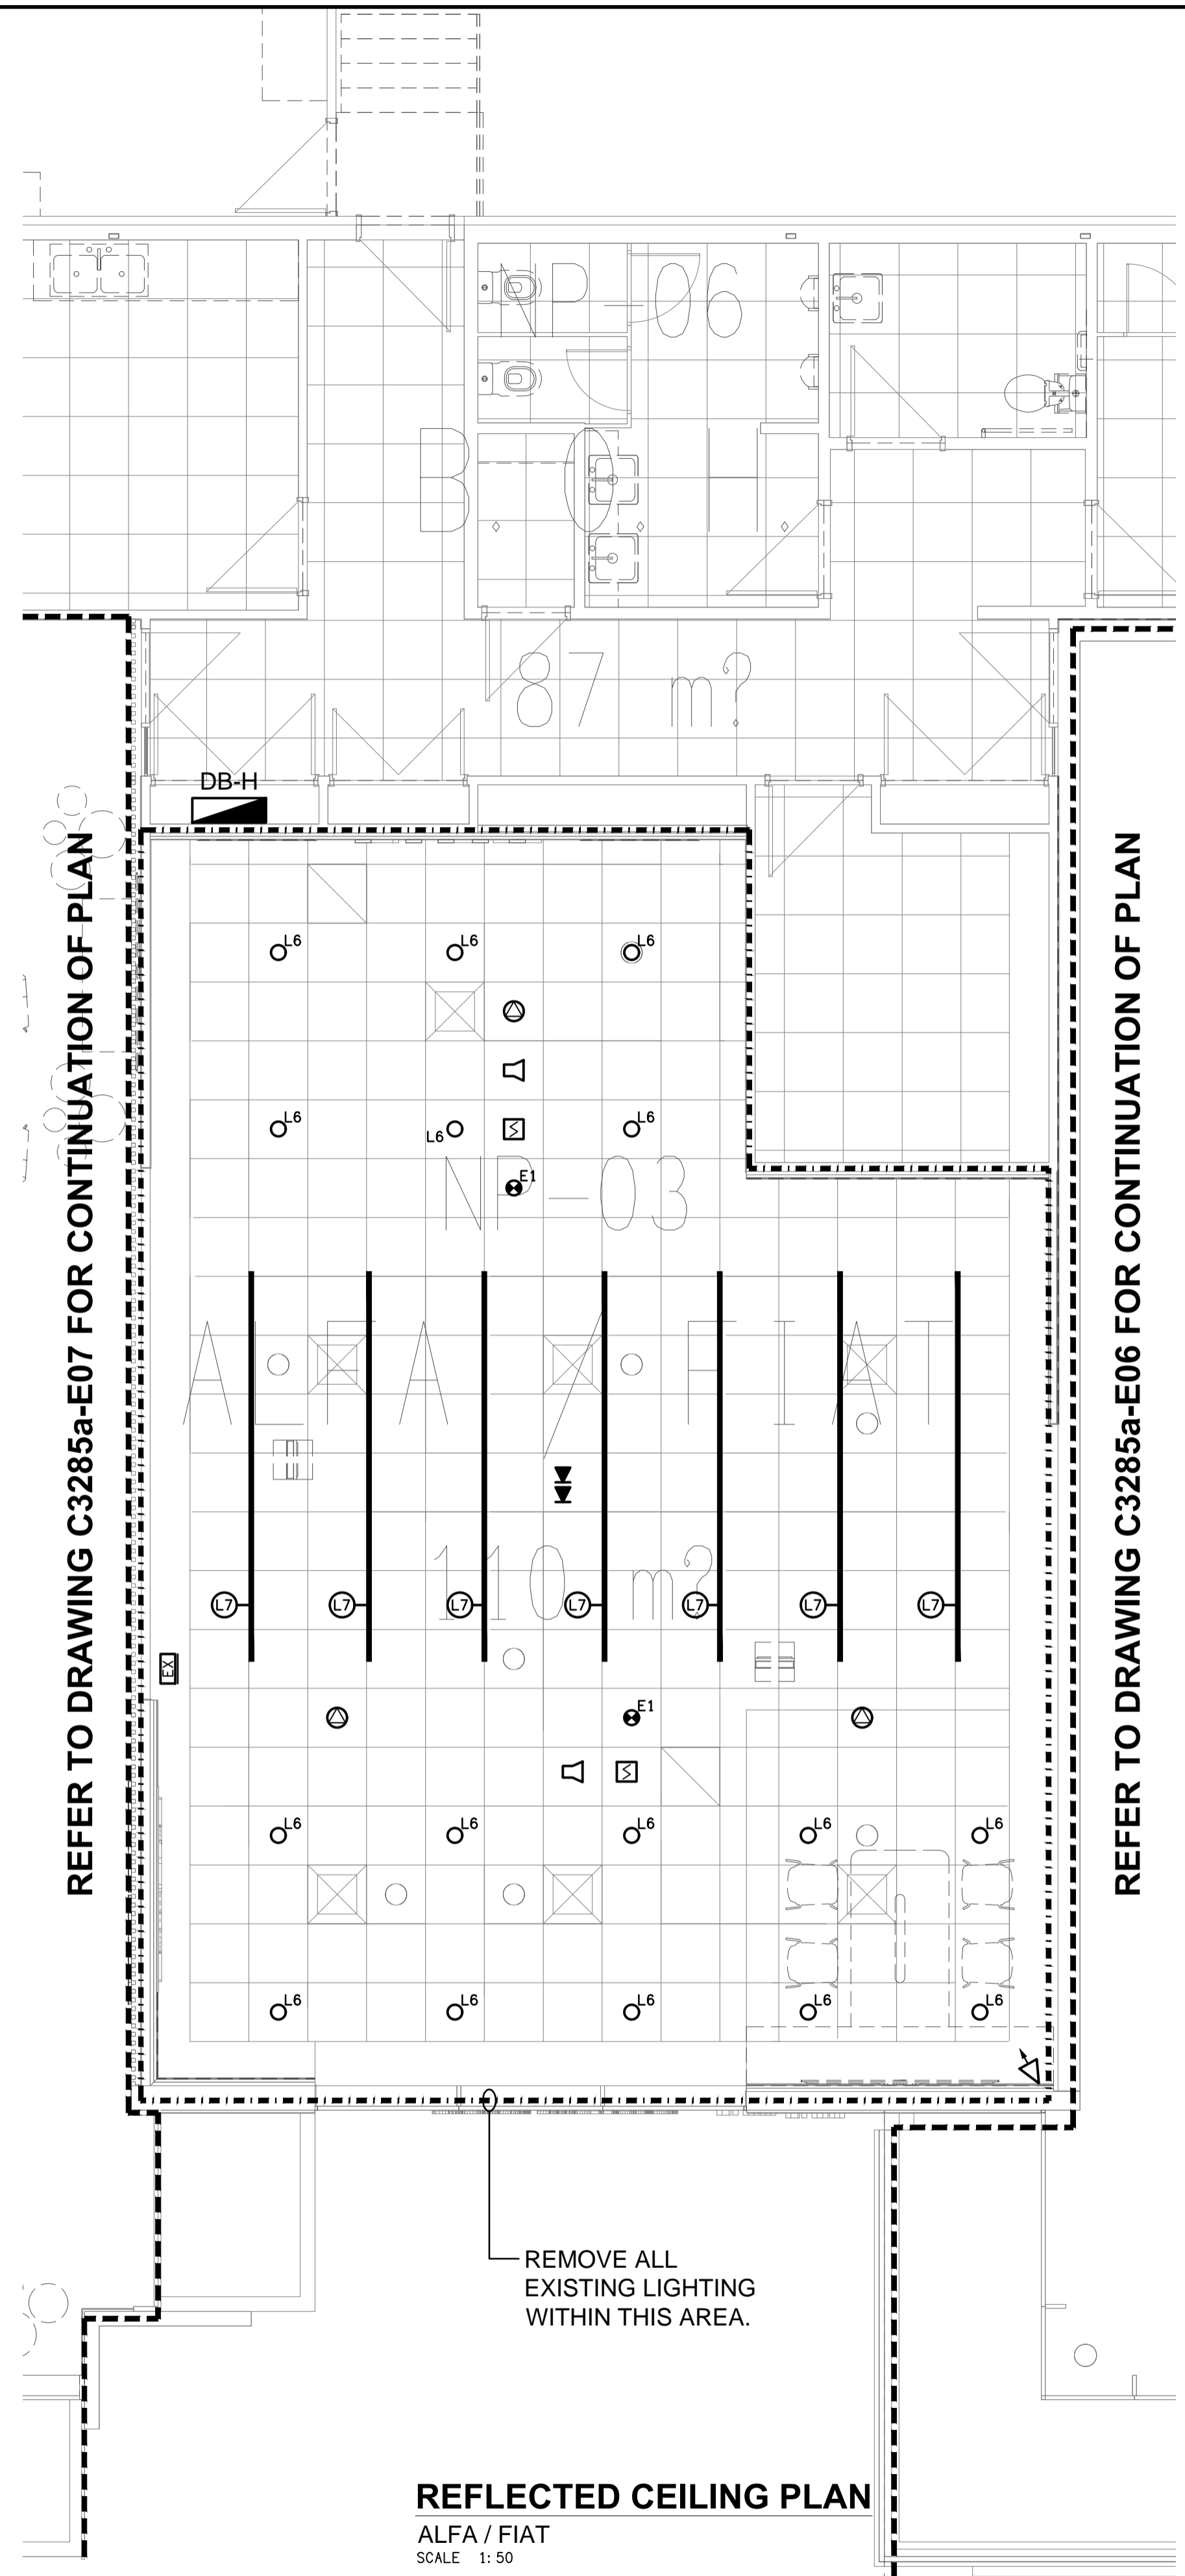 NP-06
BOH
87 m?
DB-H
REFER TO DRAWING C3285a-E07 FOR CONTINUATION OF PLAN
REFER TO DRAWING C3285a-E06 FOR CONTINUATION OF PLAN
L6 L6 L6
L6 L6 L6
E1
NP-03
ALFA / FIAT
110 m?
L7 L7 L7 L7 L7 L7 L7
EX
E1
L6 L6 L6 L6 L6
L6 L6 L6 L6 L6
REMOVE ALL
EXISTING LIGHTING
WITHIN THIS AREA.
REFLECTED CEILING PLAN
ALFA / FIAT
SCALE 1:50